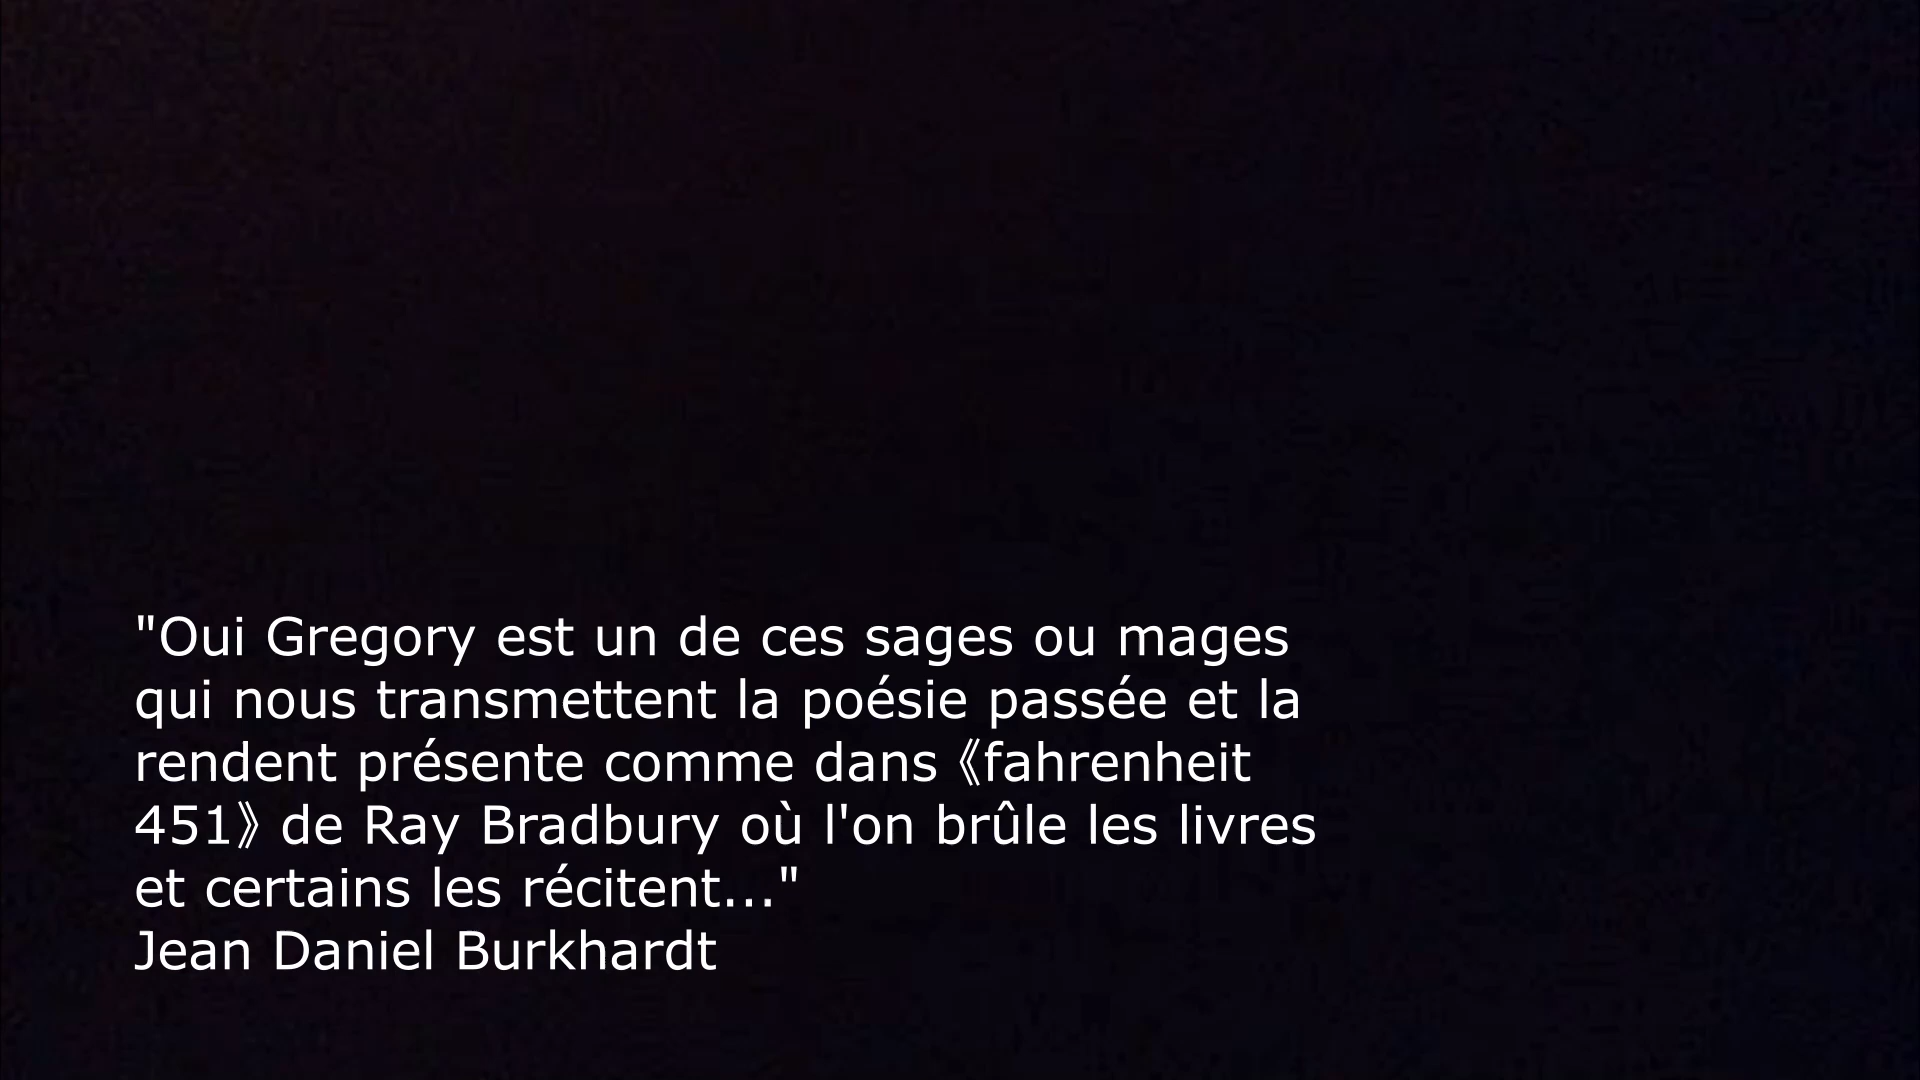 "Oui Gregory est un de ces sages ou mages
qui nous transmettent la poésie passée et la
rendent présente comme dans 《fahrenheit
451》 de Ray Bradbury où l'on brûle les livres
et certains les récitent..."
Jean Daniel Burkhardt